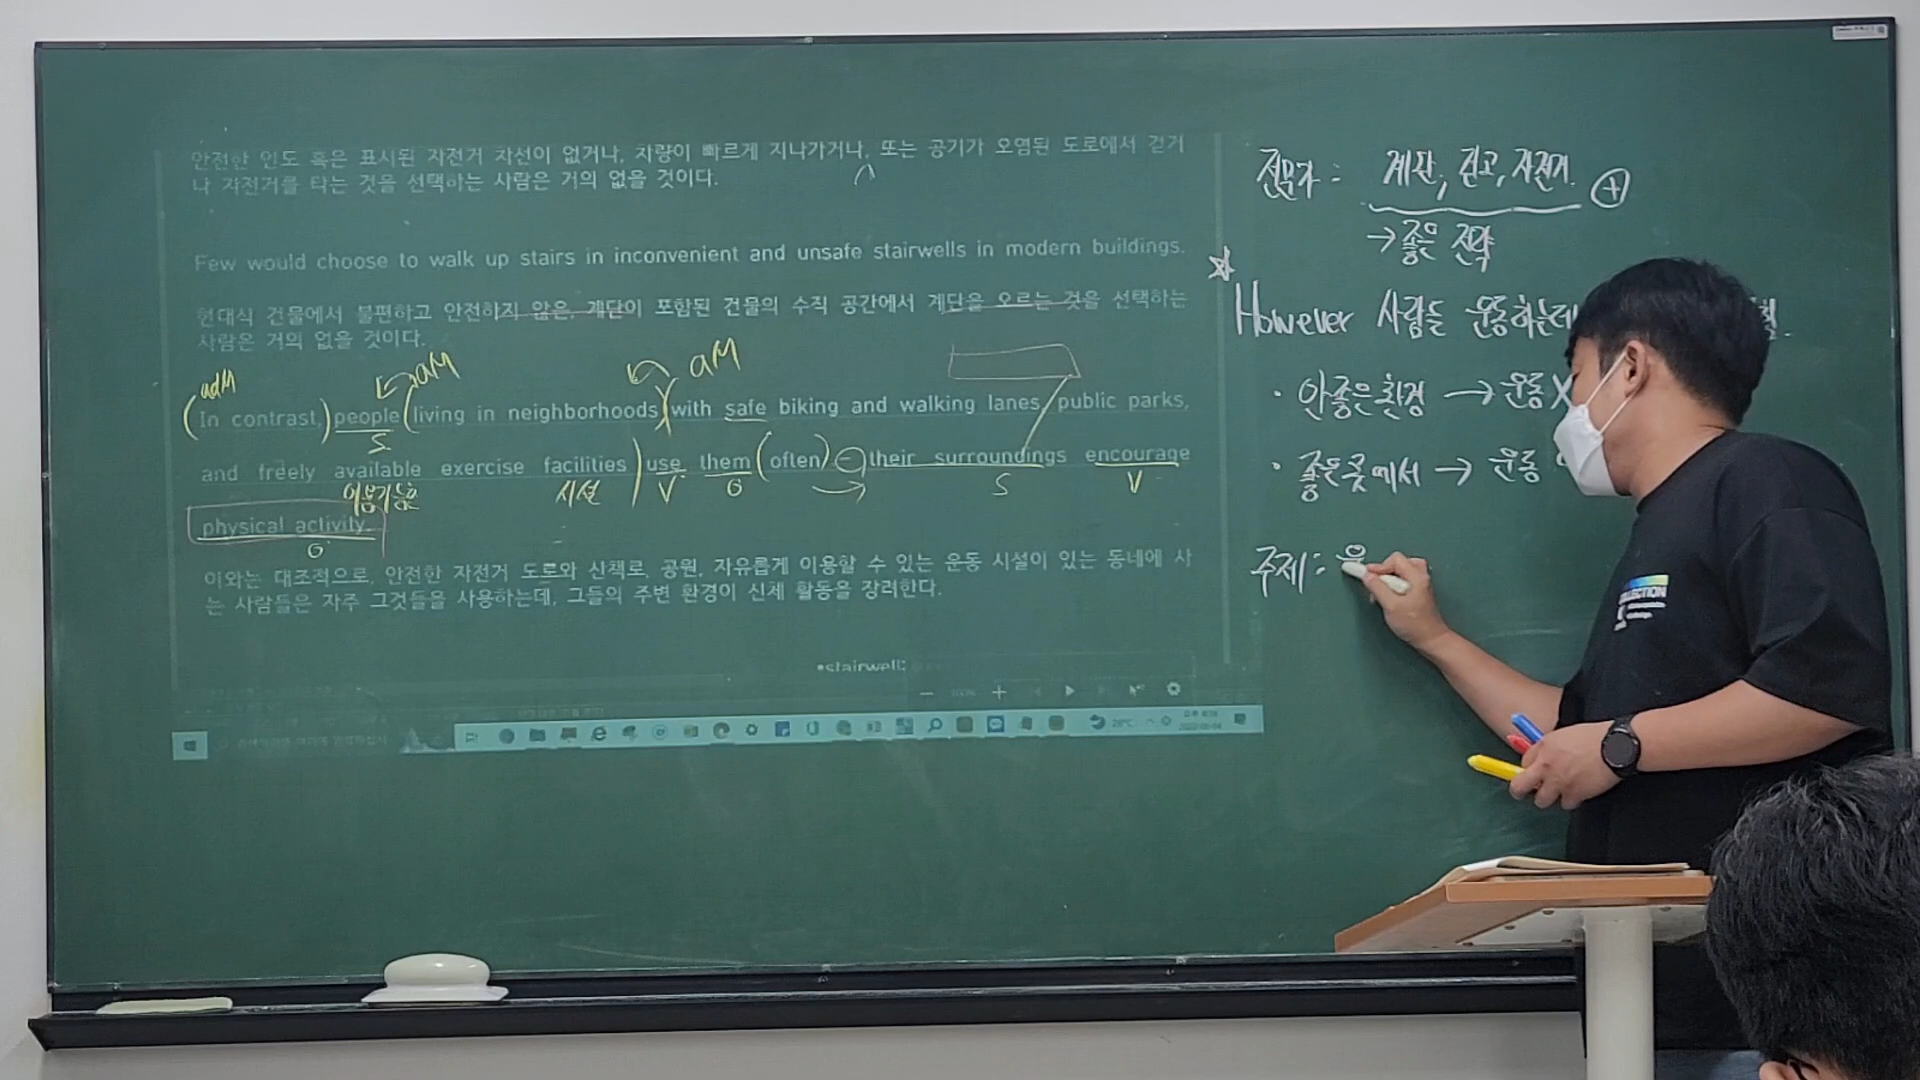 안전한 인도 혹은 표시된 자전거 차선이 없거나, 차량이 빠르게 지나가거나, 또는 공기가 오염된 도로에서 걷거
나 자전거를 타는 것을 선택하는 사람은 거의 없을 것이다.
Few would choose to walk up stairs in inconvenient and unsafe stairwells in modern buildings.
현대식 건물에서 불편하고 안전하지 않은, 계단이 포함된 건물의 수직 공간에서 계단을 오르는 것을 선택하는
사람은 거의 없을 것이다.
adM aM aM
(In contrast,) people (living in neighborhoods) with safe biking and walking lanes, public parks,
S
and freely available exercise facilities) use them (often) - their surroundings encourage
이용가능한 시설 V O S V
physical activity.
O
이와는 대조적으로, 안전한 자전거 도로와 산책로, 공원, 자유롭게 이용할 수 있는 운동 시설이 있는 동네에 사
는 사람들은 자주 그것들을 사용하는데, 그들의 주변 환경이 신체 활동을 장려한다.
*stairwell:
100%
28°C
전문가 : 계단, 걷고, 자전거 +
→ 좋은 전략
However 사람들 운동하는데
· 안좋은 환경 → 운동 X
· 좋은 곳에서 → 운동
주제 : 운